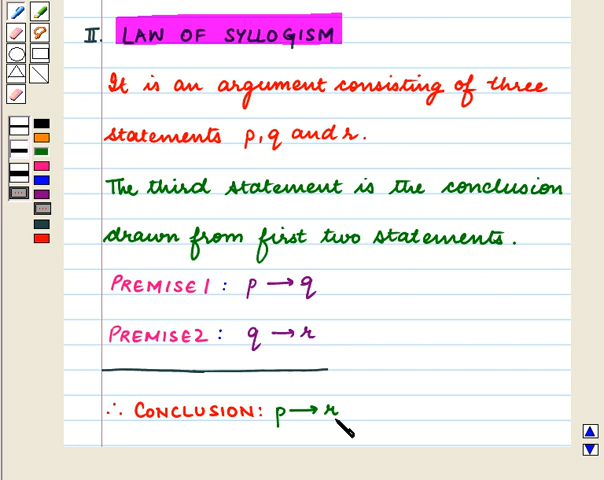 II. LAW OF SYLLOGISM
It is an argument consisting of three
statements p, q and r.
The third statement is the conclusion
drawn from first two statements.
PREMISE 1 : p → q
PREMISE 2 : q → r
∴ CONCLUSION: p → r